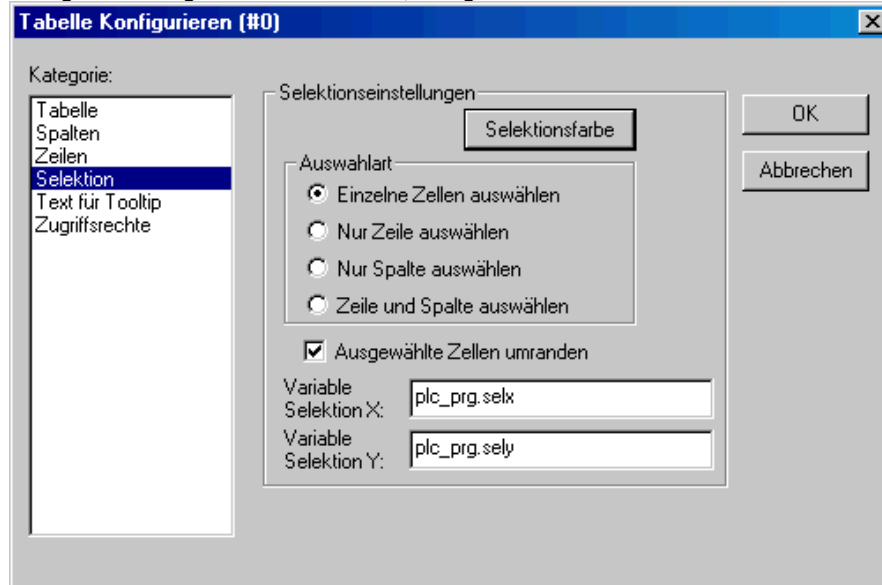 Tabelle Konfigurieren (#0)
Kategorie:
Tabelle
Spalten
Zeilen
Selektion
Text für Tooltip
Zugriffsrechte
Selektionseinstellungen
Selektionsfarbe
Auswahlart
Einzelne Zellen auswählen
Nur Zeile auswählen
Nur Spalte auswählen
Zeile und Spalte auswählen
Ausgewählte Zellen umranden
Variable
Selektion X:
plc_prg.selx
Variable
Selektion Y:
plc_prg.sely
OK
Abbrechen